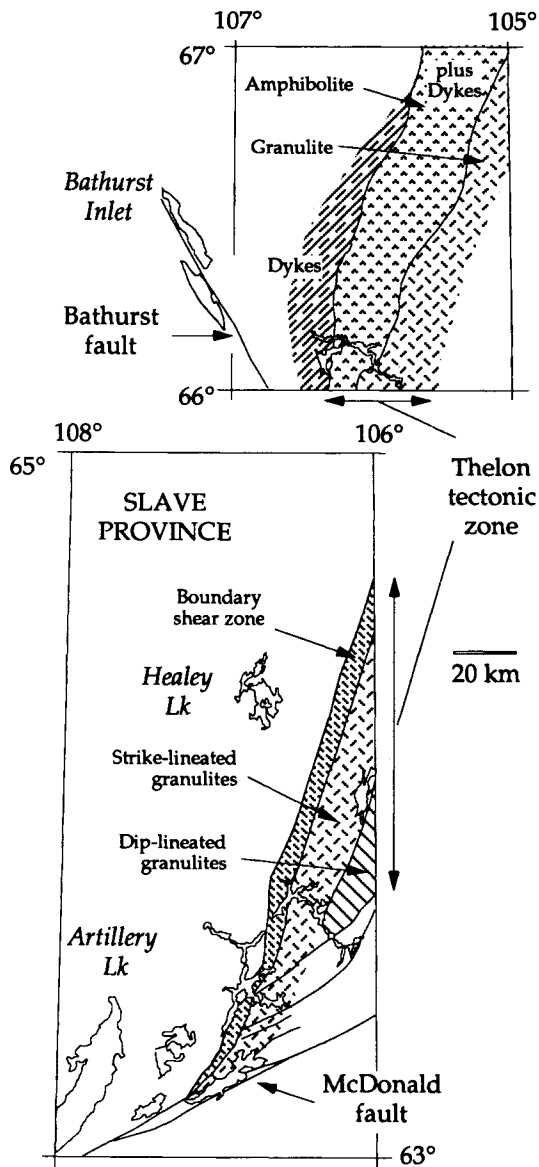 107°
105°
67°
plus
Dykes
Amphibolite
Granulite
Bathurst
Inlet
Dykes
Bathurst
fault
66°
108°
106°
65°
Thelon
tectonic
zone
SLAVE
PROVINCE
Boundary
shear zone
20 km
Healey
Lk
Strike-lineated
granulites
Dip-lineated
granulites
Artillery
Lk
McDonald
fault
63°